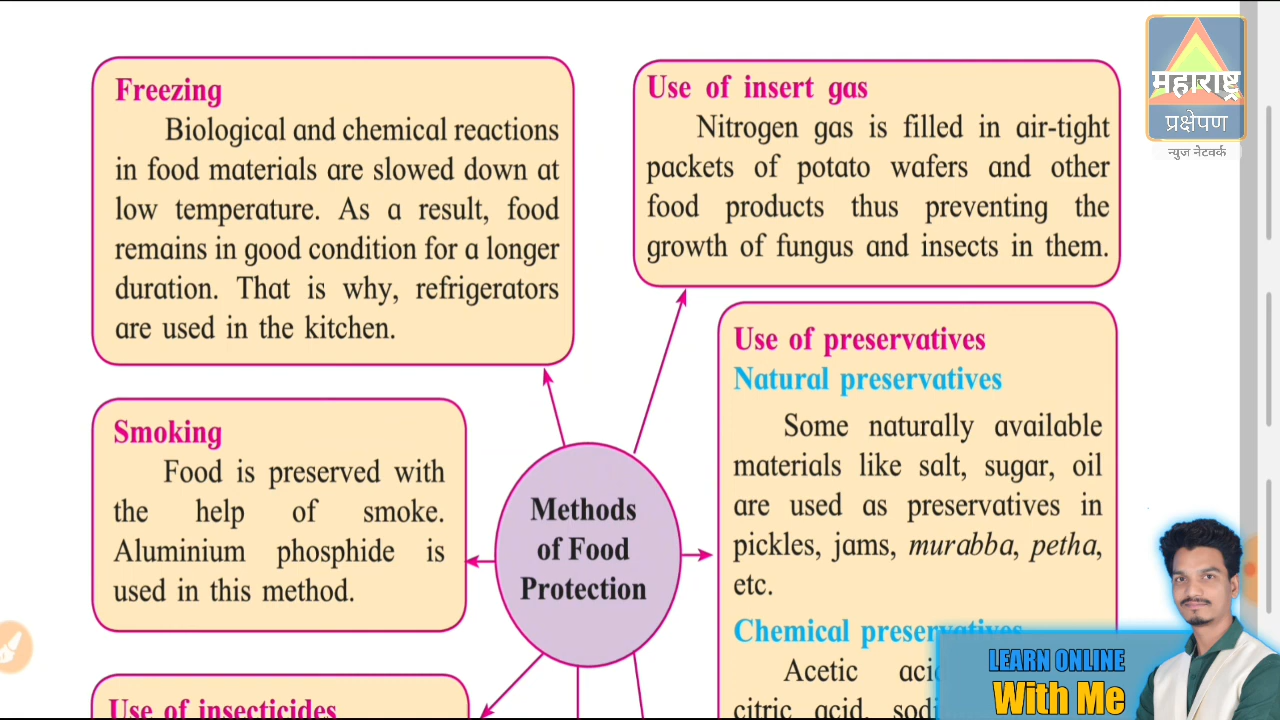 Freezing
Biological and chemical reactions
in food materials are slowed down at
low temperature. As a result, food
remains in good condition for a longer
duration. That is why, refrigerators
are used in the kitchen.
Use of insert gas
Nitrogen gas is filled in air-tight
packets of potato wafers and other
food products thus preventing the
growth of fungus and insects in them.
महाराष्ट्र
प्रक्षेपण
न्युज नेटवर्क
Smoking
Food is preserved with
the help of smoke.
Aluminium phosphide is
used in this method.
Methods
of Food
Protection
Use of preservatives
Natural preservatives
Some naturally available
materials like salt, sugar, oil
are used as preservatives in
pickles, jams, murabba, petha,
etc.
Chemical preservatives
Acetic
citric acid,
Use of insecticides
LEARN ONLINE
With Me